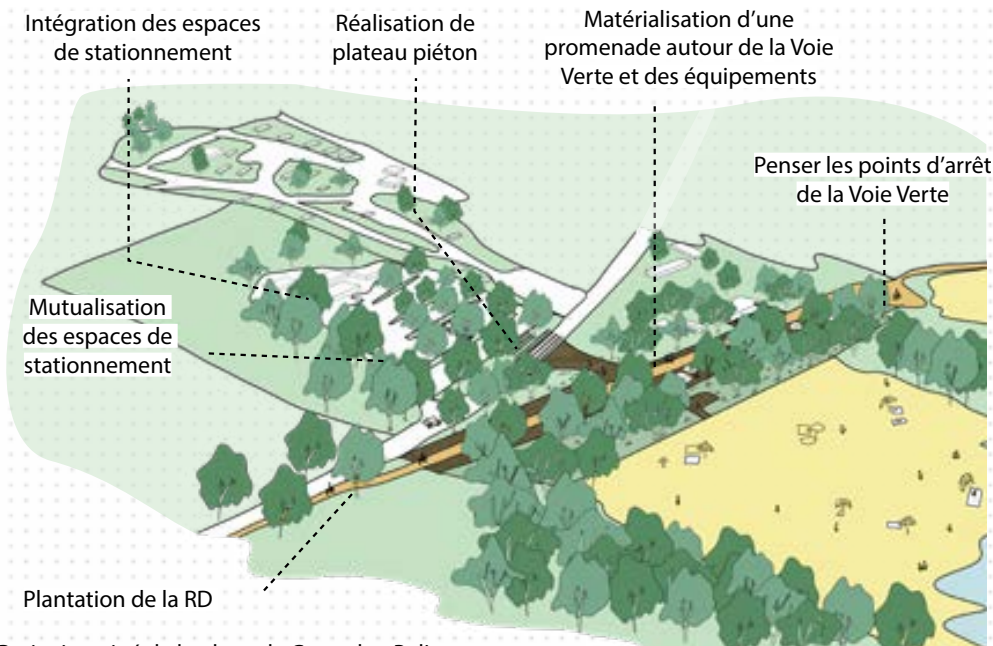 Intégration des espaces
de stationnement
Réalisation de
plateau piéton
Matérialisation d'une
promenade autour de la Voie
Verte et des équipements
Penser les points d'arrêt
de la Voie Verte
Mutualisation
des espaces de
stationnement
Plantation de la RD